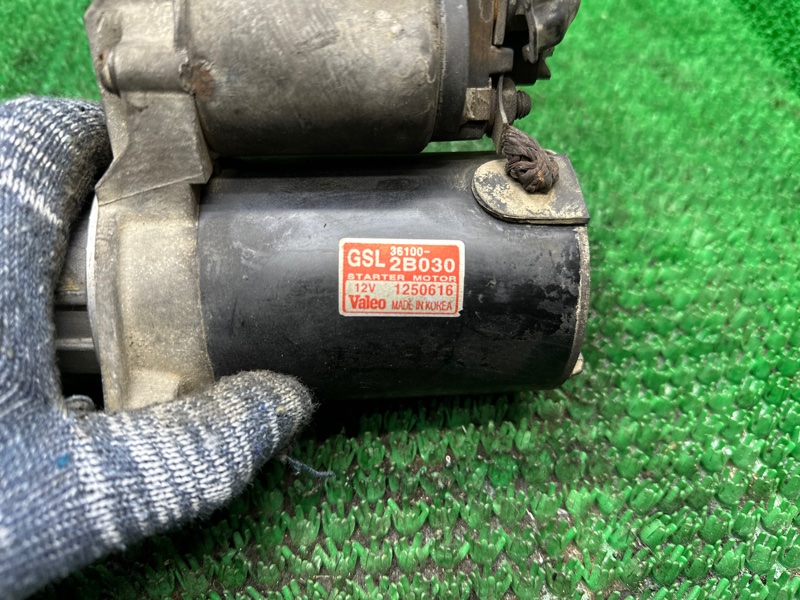 GSL 36100-
2B030
STARTER MOTOR
12V 1250616
Valeo MADE IN KOREA